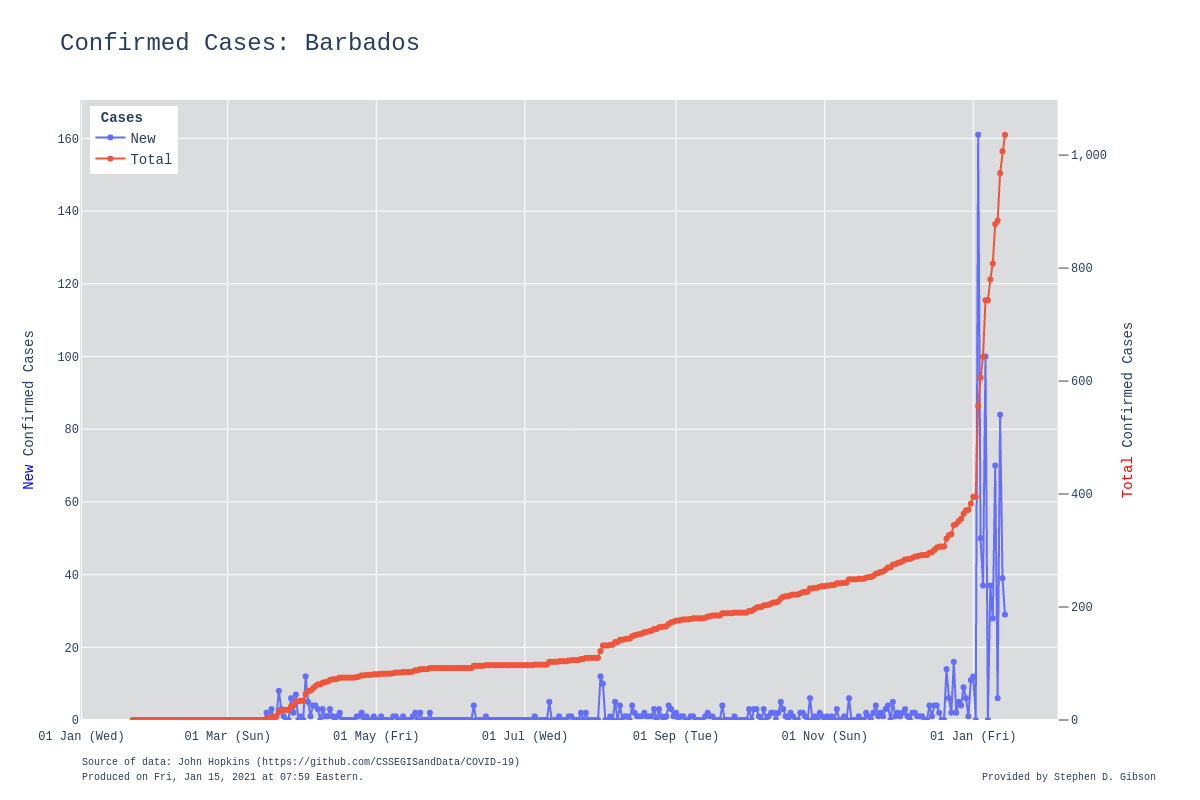 Confirmed Cases: Barbados
Cases
New
Total
160
140
120
100
80
60
40
20
0
1,000
800
600
400
200
0
New Confirmed Cases
Total Confirmed Cases
01 Jan (Wed)
01 Mar (Sun)
01 May (Fri)
01 Jul (Wed)
01 Sep (Tue)
01 Nov (Sun)
01 Jan (Fri)
Source of data: John Hopkins (https://github.com/CSSEGISandData/COVID-19)
Produced on Fri, Jan 15, 2021 at 07:59 Eastern.
Provided by Stephen D. Gibson